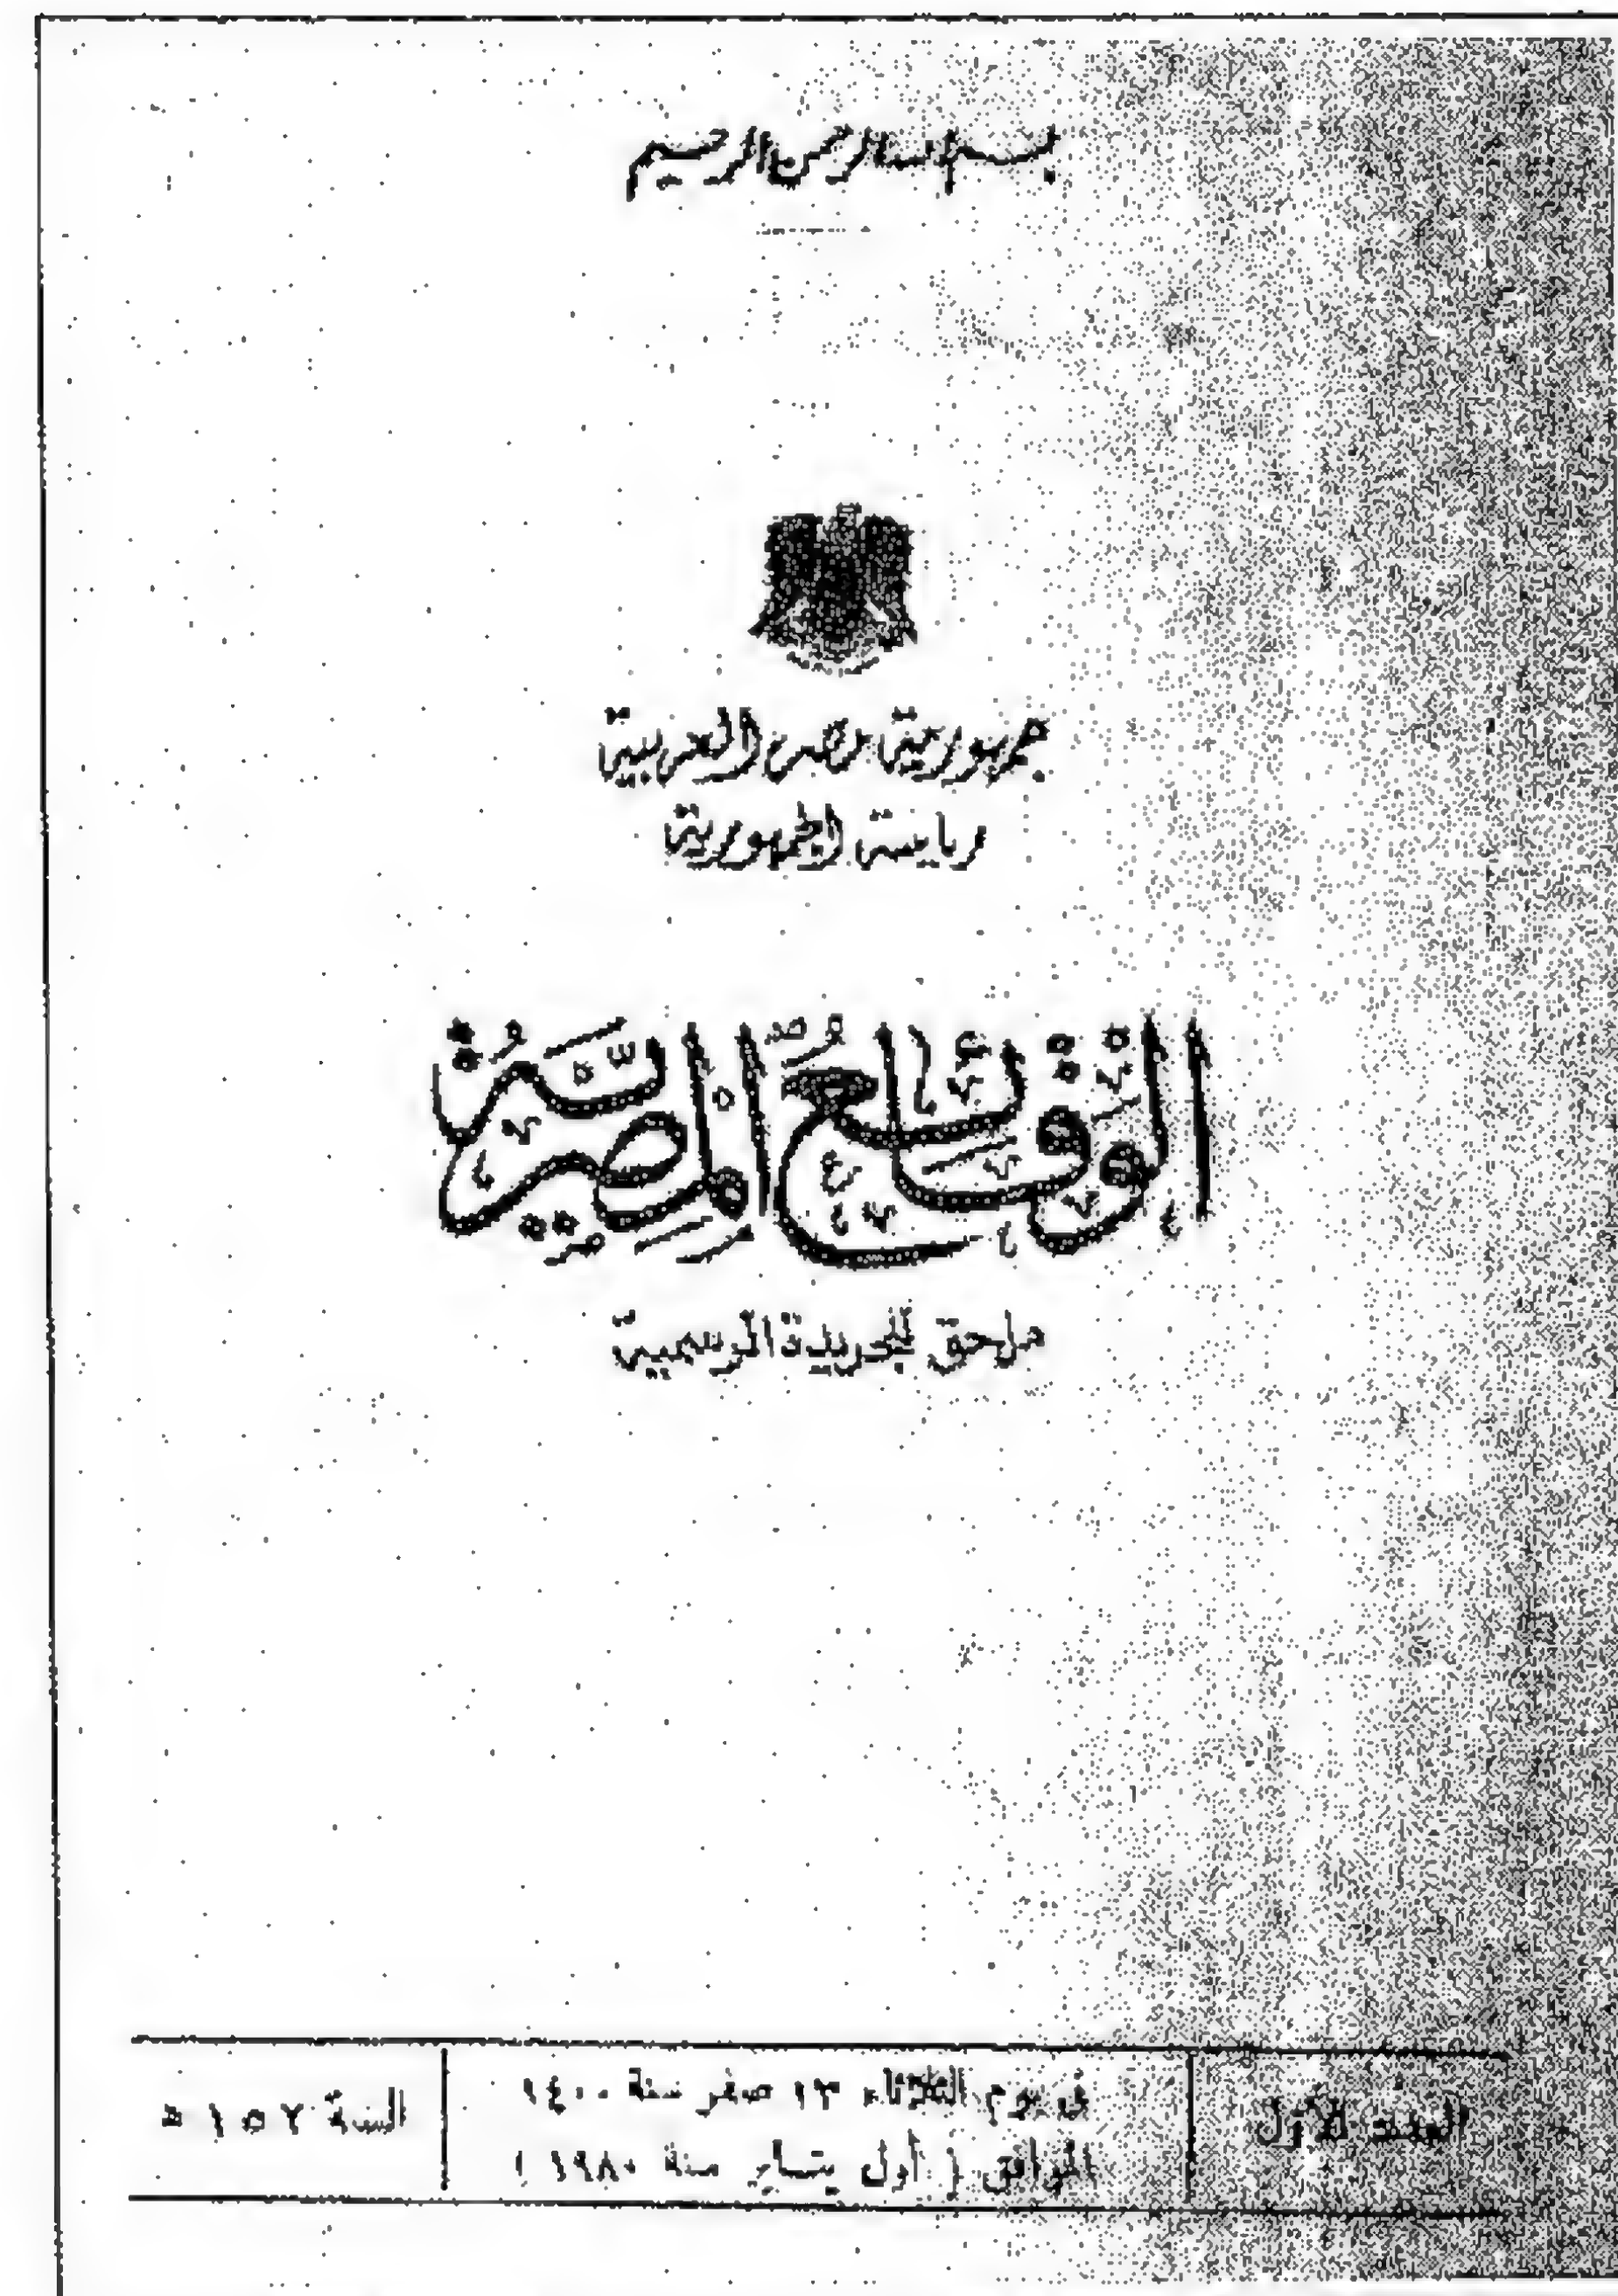 بسم الله الرحمن الرحيم
جمهورية مصر العربية
رياسة الجمهورية
الوقائع المصرية
ملحق للجريدة الرسمية
العدد الأول
فى يوم الثلاثاء ١٣ صفر سنة ١٤٠٠
الموافق ( أول يناير سنة ١٩٨٠ )
السنة ١٥٢ هـ